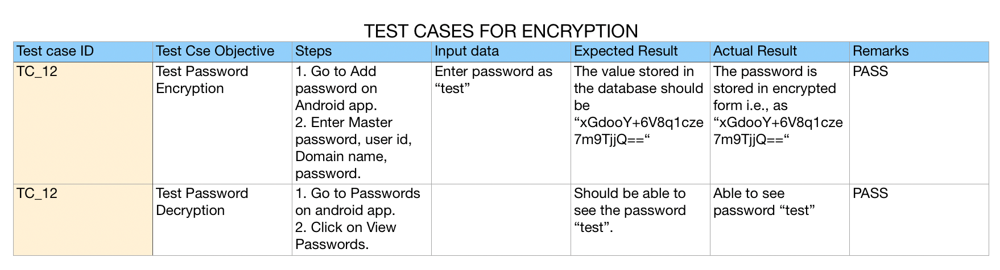 TEST CASES FOR ENCRYPTION
Test case ID
Test Cse Objective
Steps
Input data
Expected Result
Actual Result
Remarks
TC_12
Test Password
Encryption
1. Go to Add
password on
Android app.
2. Enter Master
password, user id,
Domain name,
password.
Enter password as
“test”
The value stored in
the database should
be
“xGdooY+6V8q1cze
7m9TjjQ==“
The password is
stored in encrypted
form i.e., as
“xGdooY+6V8q1cze
7m9TjjQ==“
PASS
TC_12
Test Password
Decryption
1. Go to Passwords
on android app.
2. Click on View
Passwords.
Should be able to
see the password
“test”.
Able to see
password “test”
PASS